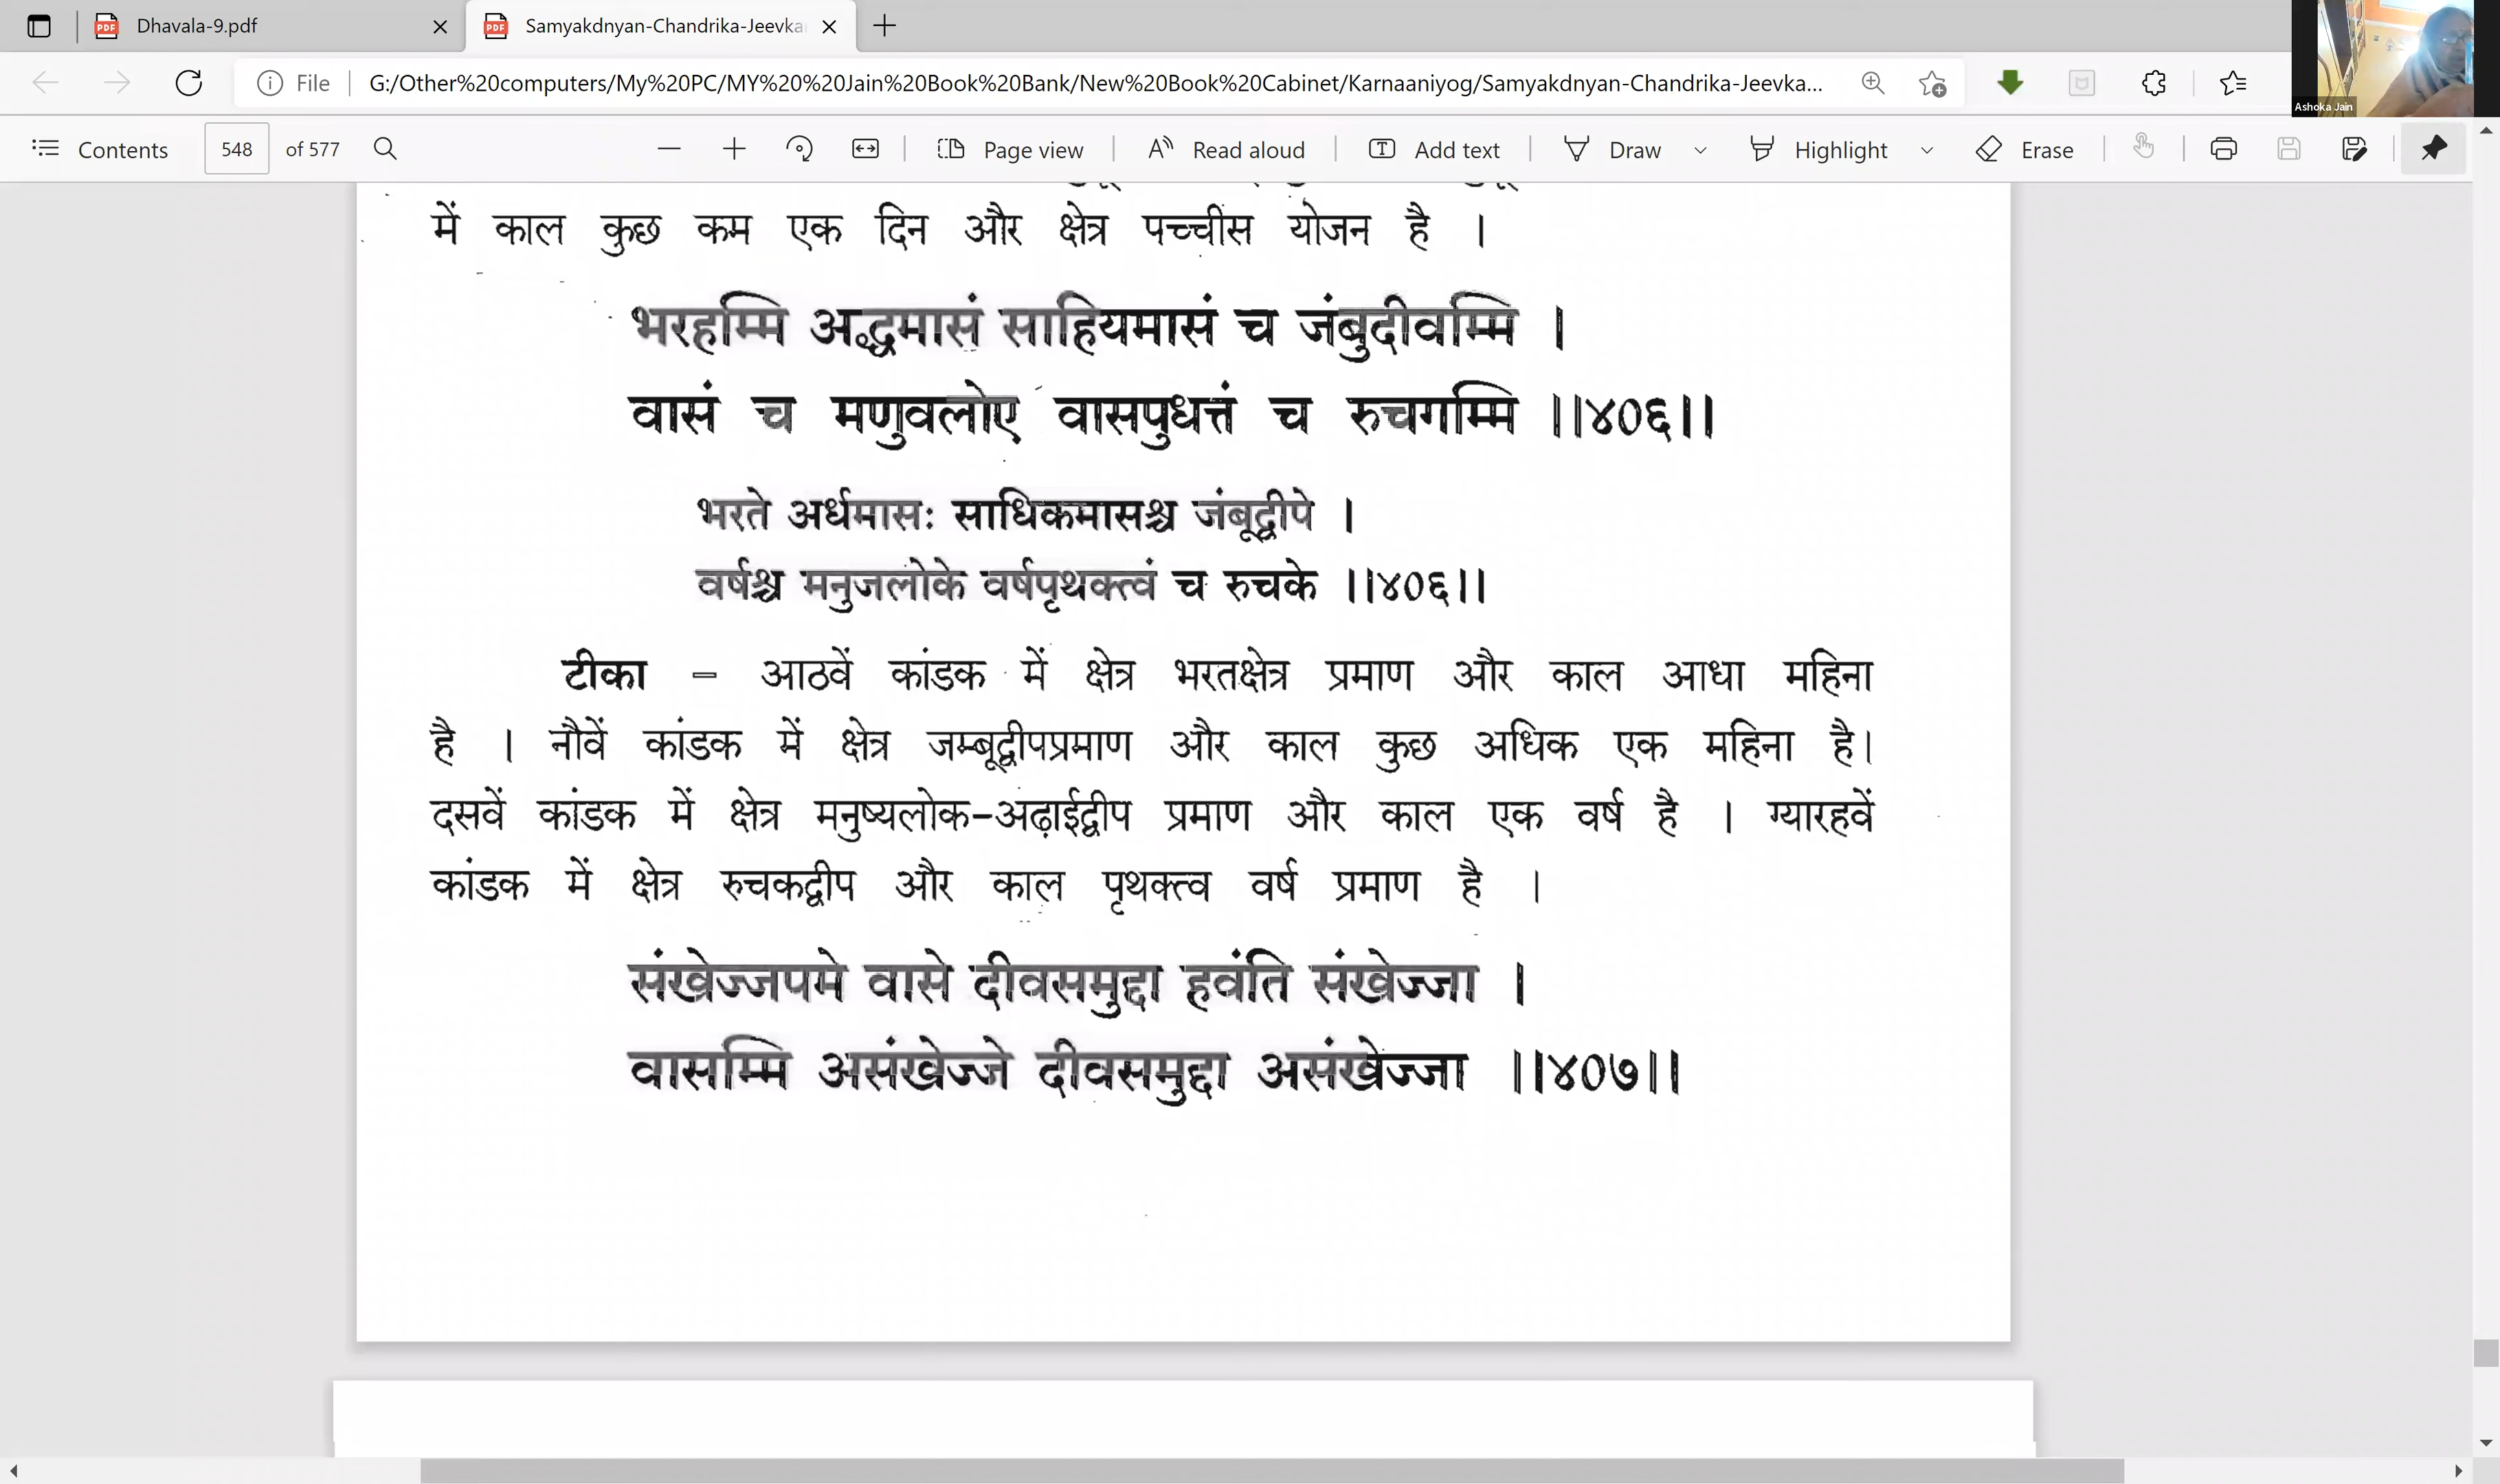 Dhavala-9.pdf
Samyakdnyan-Chandrika-Jeevka
File
G:/Other%20computers/My%20PC/MY%20%20Jain%20Book%20Bank/New%20Book%20Cabinet/Karnaaniyog/Samyakdnyan-Chandrika-Jeevka...
Ashoka Jain
Contents 548 of 577 Page view Read aloud Add text Draw Highlight Erase
में काल कुछ कम एक दिन और क्षेत्र पच्चीस योजन है ।
भरहम्मि अद्धमासं साहियमासं च जंबुदीवम्मि ।
वासं च मणुवलोए वासपुधत्तं च रुचगम्मि ।।४०६।।
भरते अर्धमासः साधिकमासश्च जंबूद्वीपे ।
वर्षश्च मनुजलोके वर्षपृथक्त्वं च रुचके ।।४०६।।
टीका – आठवें कांडक में क्षेत्र भरतक्षेत्र प्रमाण और काल आधा महिना
है । नौवें कांडक में क्षेत्र जम्बूद्वीपप्रमाण और काल कुछ अधिक एक महिना है।
दसवें कांडक में क्षेत्र मनुष्यलोक-अढ़ाईद्वीप प्रमाण और काल एक वर्ष है । ग्यारहवें
कांडक में क्षेत्र रुचकद्वीप और काल पृथक्त्व वर्ष प्रमाण है ।
संखेज्जपमे वासे दीवसमुद्दा हवंति संखेज्जा ।
वासम्मि असंखेज्जे दीवसमुद्दा असंखेज्जा ।।४०७।।